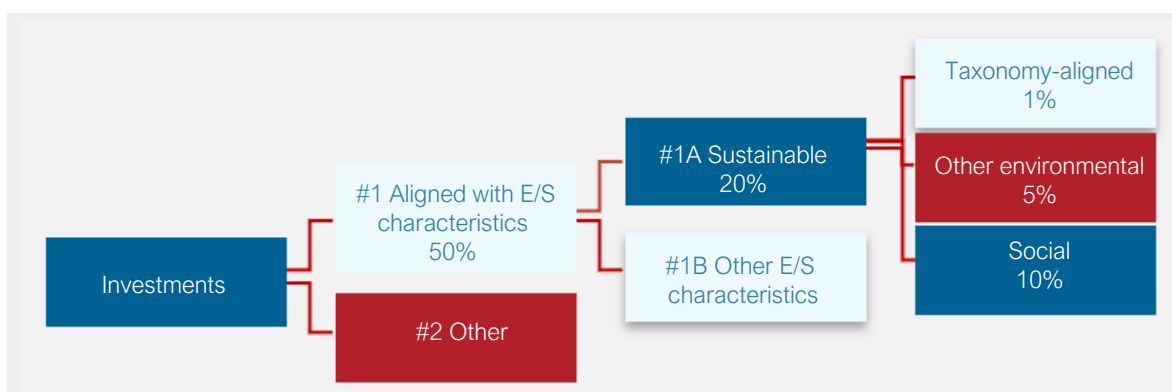 Investments
#1 Aligned with E/S
characteristics
50%
#2 Other
#1A Sustainable
20%
#1B Other E/S
characteristics
Taxonomy-aligned
1%
Other environmental
5%
Social
10%